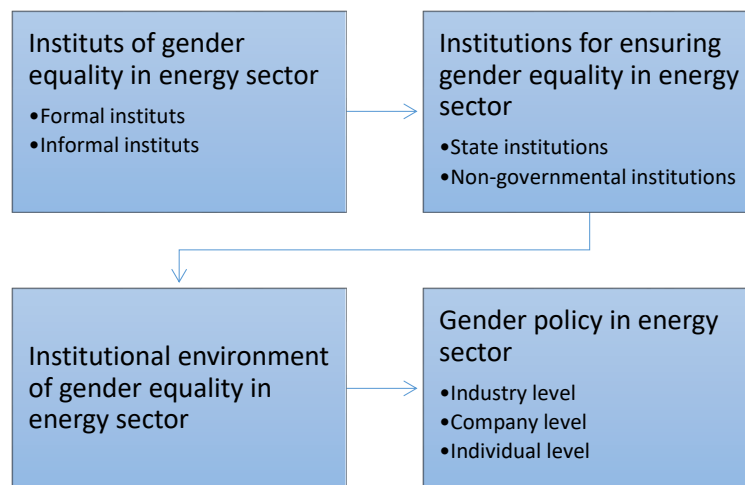 Instituts of gender
equality in energy sector
•Formal instituts
•Informal instituts
Institutions for ensuring
gender equality in energy
sector
•State institutions
•Non-governmental institutions
Institutional environment
of gender equality in
energy sector
Gender policy in energy
sector
•Industry level
•Company level
•Individual level